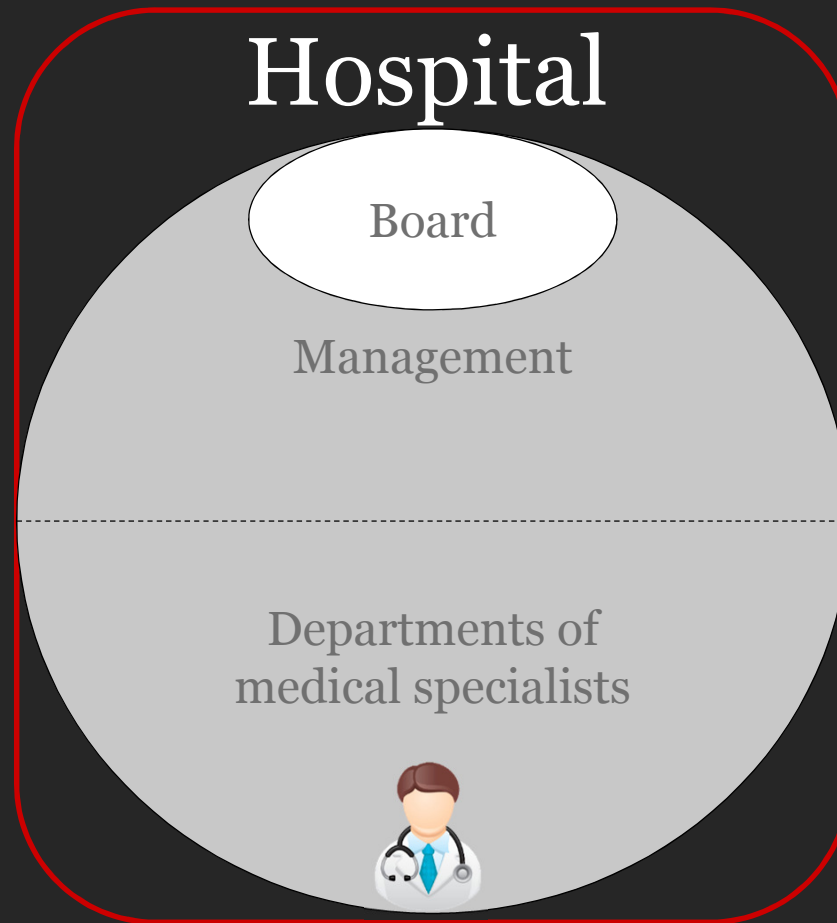 Hospital
Board
Management
Departments of
medical specialists